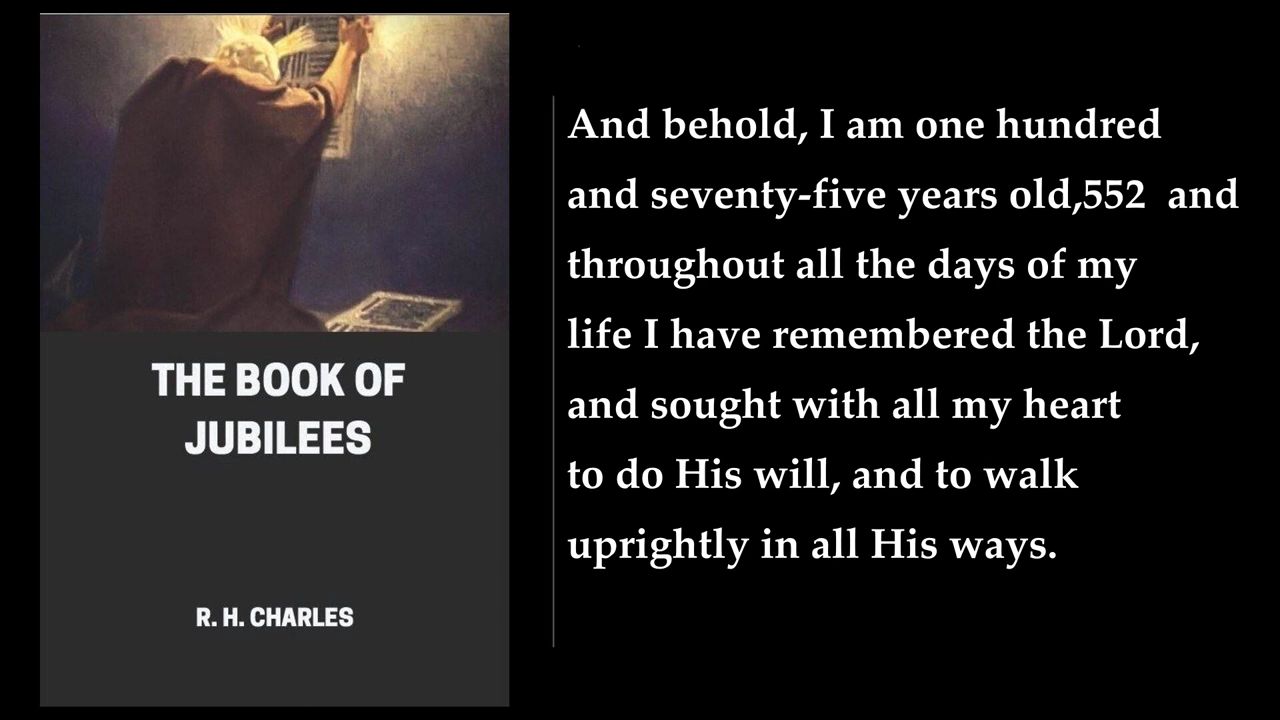 THE BOOK OF
JUBILEES
R. H. CHARLES
And behold, I am one hundred
and seventy-five years old,552 and
throughout all the days of my
life I have remembered the Lord,
and sought with all my heart
to do His will, and to walk
uprightly in all His ways.